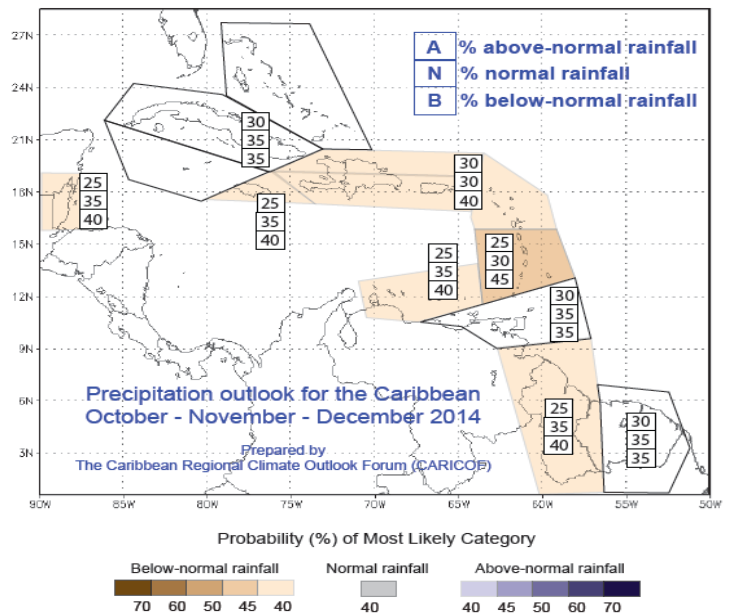 27N
24N
21N
18N
15N
12N
9N
6N
3N
A % above-normal rainfall
N % normal rainfall
B % below-normal rainfall
30
35
35
30
30
40
25
35
40
25
35
40
25
35
40
25
30
45
30
35
35
25
35
40
30
35
35
Precipitation outlook for the Caribbean
October - November - December 2014
Prepared by
The Caribbean Regional Climate Outlook Forum (CARICOF)
90W 85W 80W 75W 70W 65W 60W 55W 50W
Probability (%) of Most Likely Category
Below-normal rainfall Normal rainfall Above-normal rainfall
70 60 50 45 40 40 40 45 50 60 70